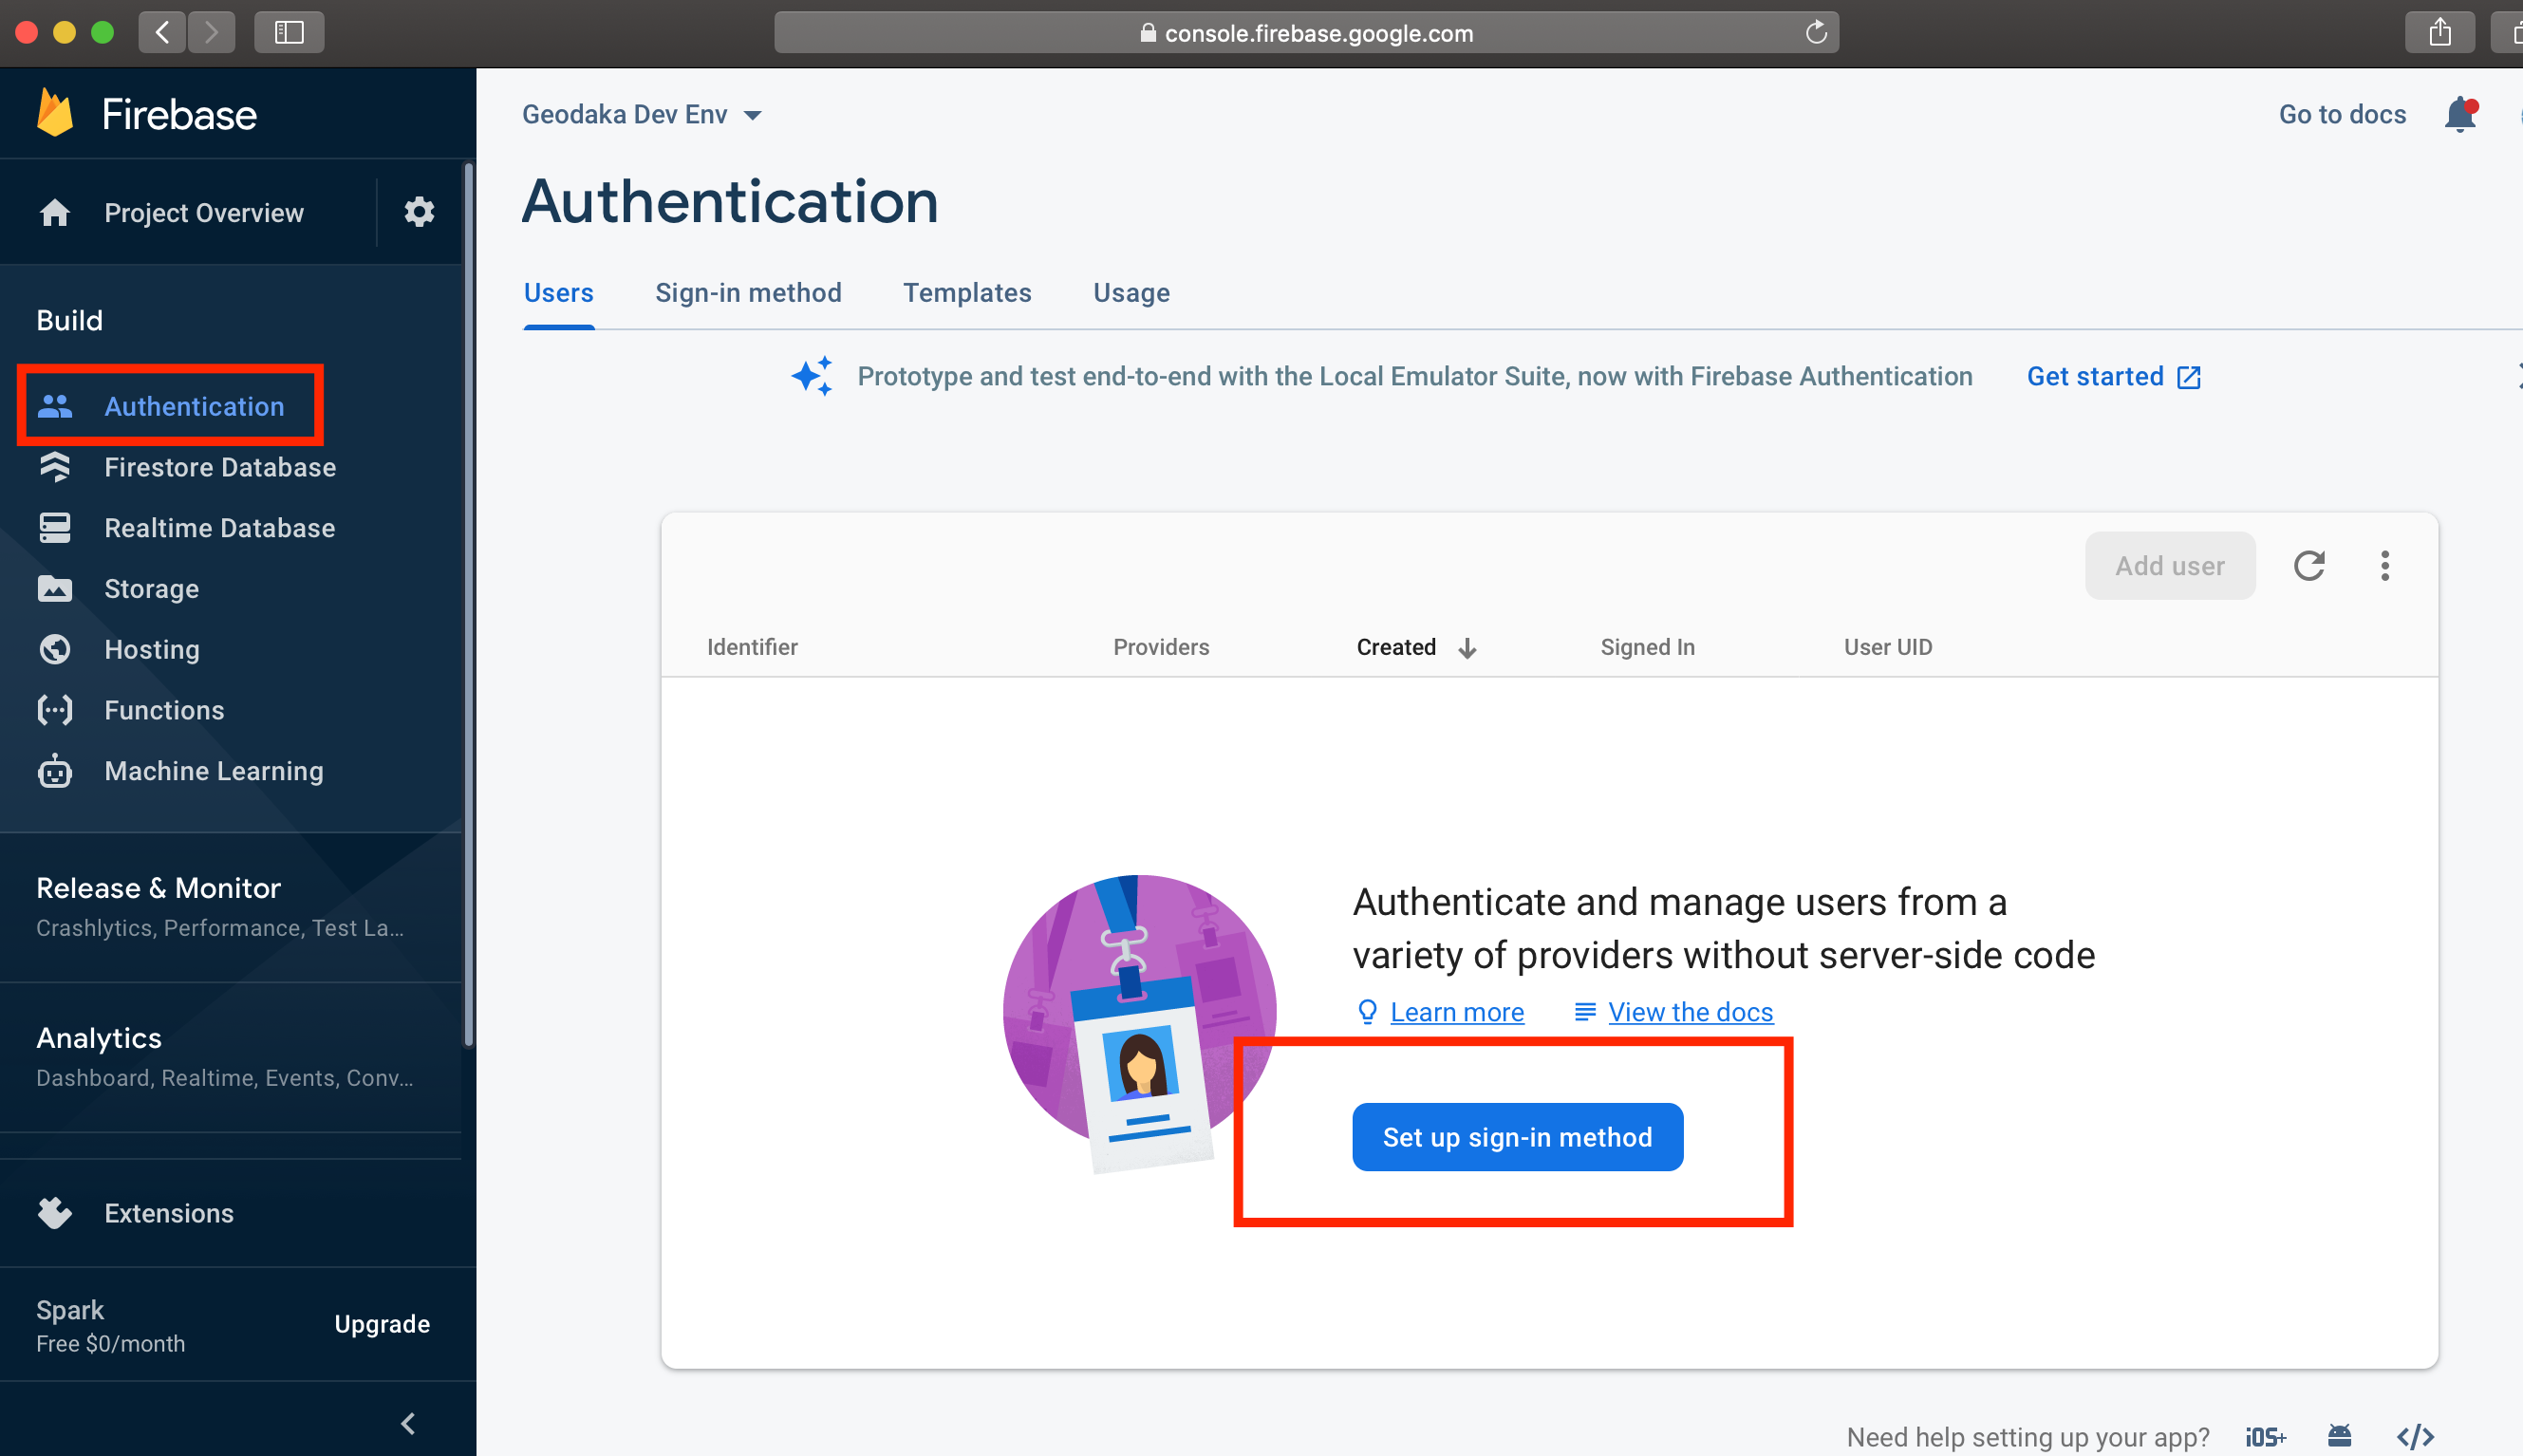 console.firebase.google.com
Firebase
Project Overview
Build
Authentication
Firestore Database
Realtime Database
Storage
Hosting
Functions
Machine Learning
Release & Monitor
Crashlytics, Performance, Test La...
Analytics
Dashboard, Realtime, Events, Conv...
Extensions
Spark
Free $0/month
Upgrade
Geodaka Dev Env
Go to docs
Authentication
Users Sign-in method Templates Usage
Prototype and test end-to-end with the Local Emulator Suite, now with Firebase Authentication Get started
Add user
Identifier Providers Created Signed In User UID
Authenticate and manage users from a
variety of providers without server-side code
Learn more View the docs
Set up sign-in method
Need help setting up your app? iOS+